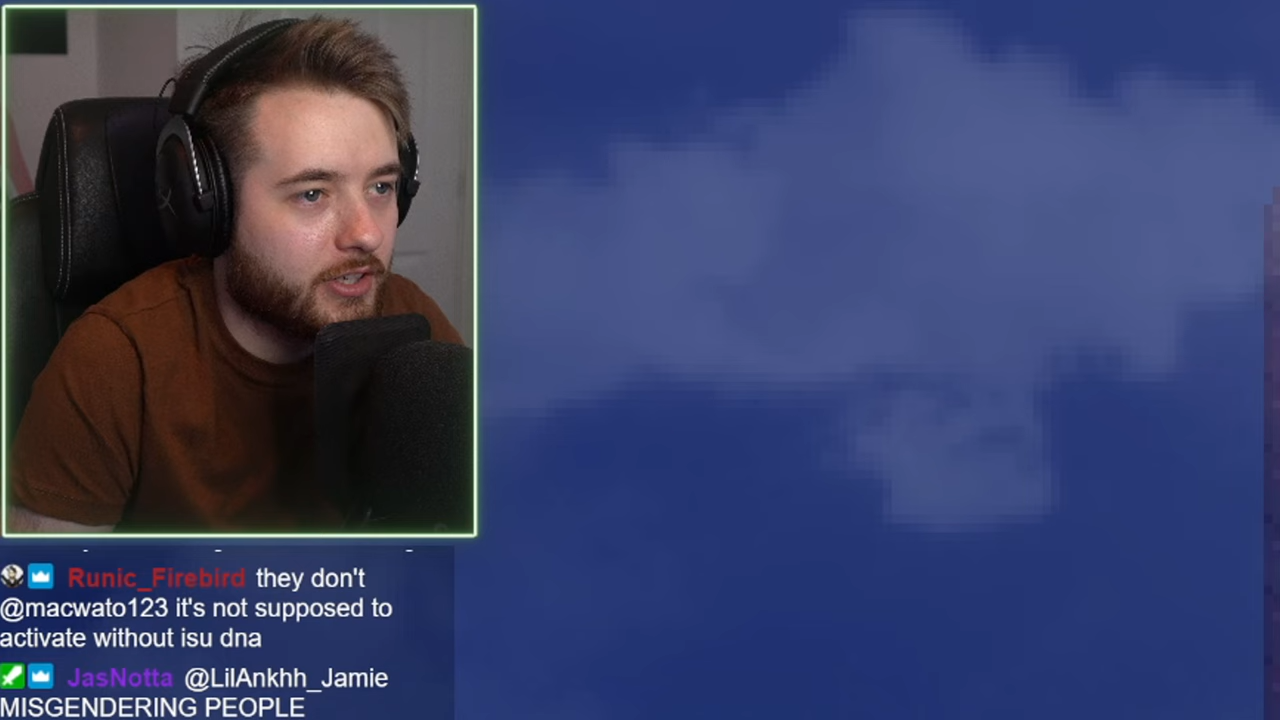 Runic_Firebird they don't
@macwato123 it's not supposed to
activate without isu dna
JasNotta @LilAnkhh_Jamie
MISGENDERING PEOPLE